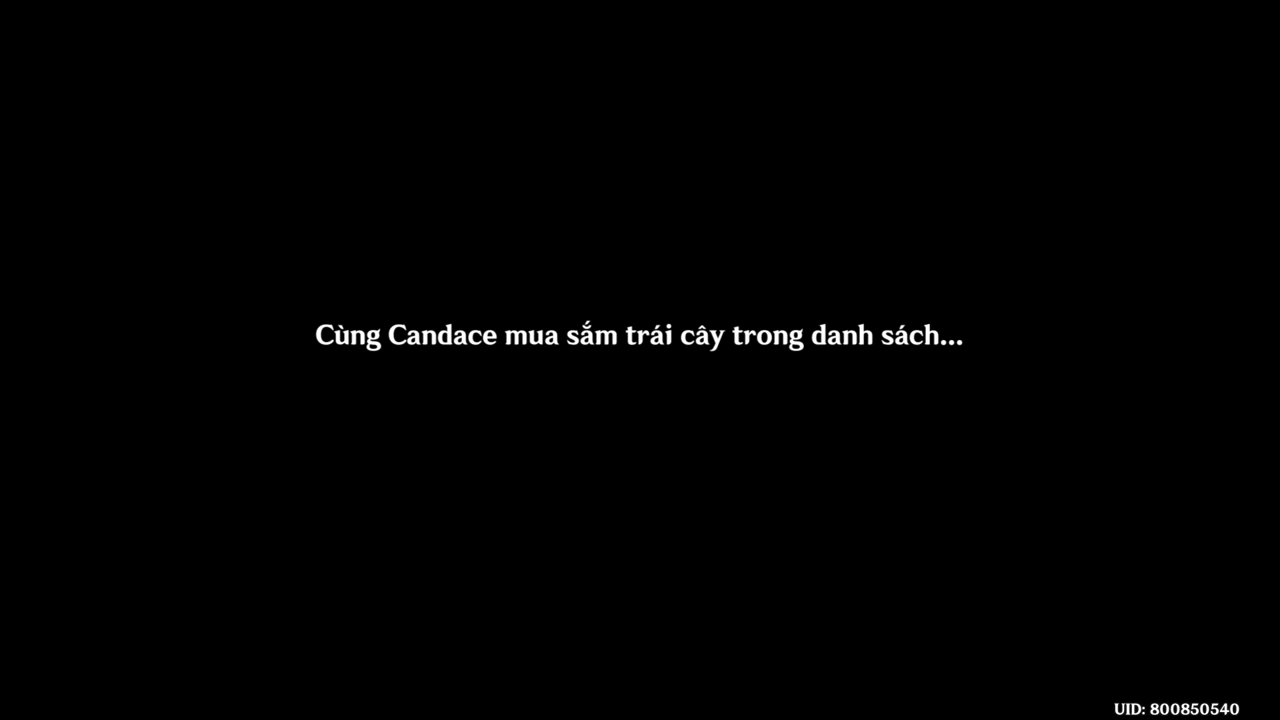 Cùng Candace mua sắm trái cây trong danh sách...
UID: 800850540